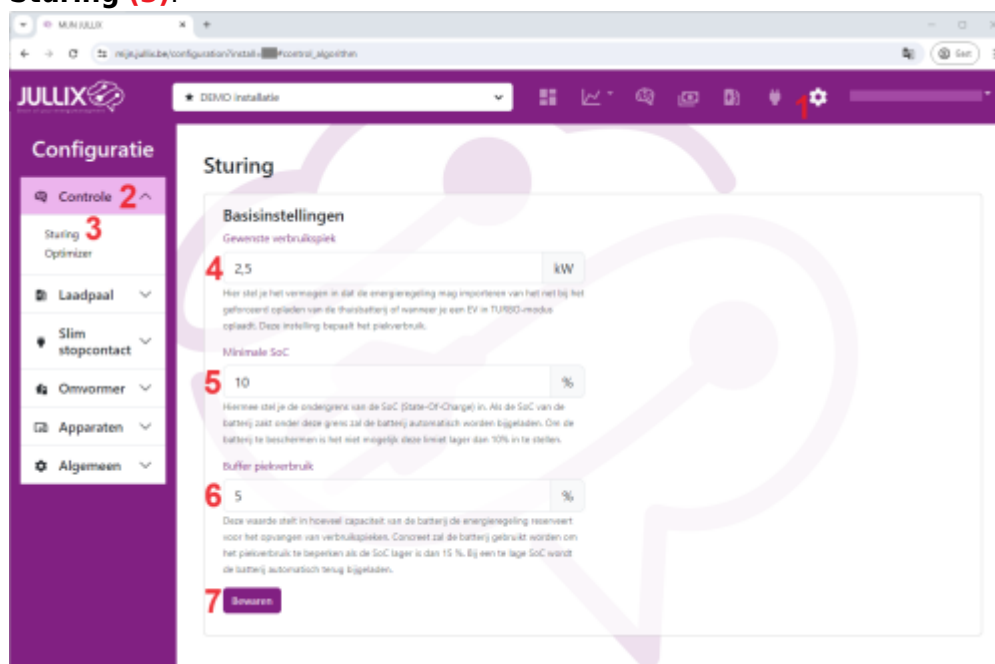 Sturing (3).
MIJN JULLIX
mijn.jullix.be/configuration?install=
#control_algorithm
Gast
JULLIX
★ DEMO installatie
1
Configuratie
Controle 2
Sturing 3
Optimizer
Laadpaal
Slim
stopcontact
Omvormer
Apparaten
Algemeen
Sturing
Basisinstellingen
Gewenste verbruikspiek
4 2,5 kW
Hier stel je het vermogen in dat de energieregeling mag importeren van het net bij het
geforceerd opladen van de thuisbatterij of wanneer je een EV in TURBO-modus
oplaadt. Deze instelling bepaalt het piekverbruik.
Minimale SoC
5 10 %
Hiermee stel je de ondergrens van de SoC (State-Of-Charge) in. Als de SoC van de
batterij zakt onder deze grens zal de batterij automatisch worden bijgeladen. Om de
batterij te beschermen is het niet mogelijk deze limiet lager dan 10% in te stellen.
Buffer piekverbruik
6 5 %
Deze waarde stelt in hoeveel capaciteit van de batterij de energieregeling reserveert
voor het opvangen van verbruikspieken. Concreet zal de batterij gebruikt worden om
het piekverbruik te beperken als de SoC lager is dan 15 %. Bij een te lage SoC wordt
de batterij automatisch terug bijgeladen.
7 Bewaren